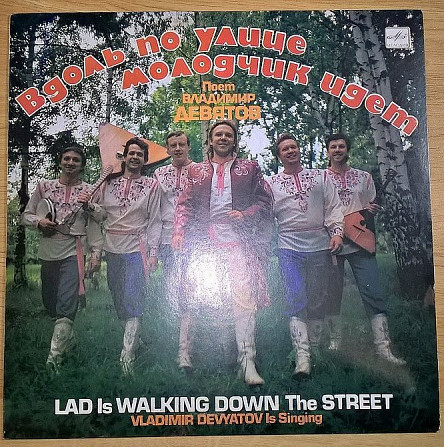 Вдоль по улице
молодчик идет
Поет
ВЛАДИМИР
ДЕВЯТОВ
LAD Is WALKING DOWN The STREET
VLADIMIR DEVYATOV Is Singing